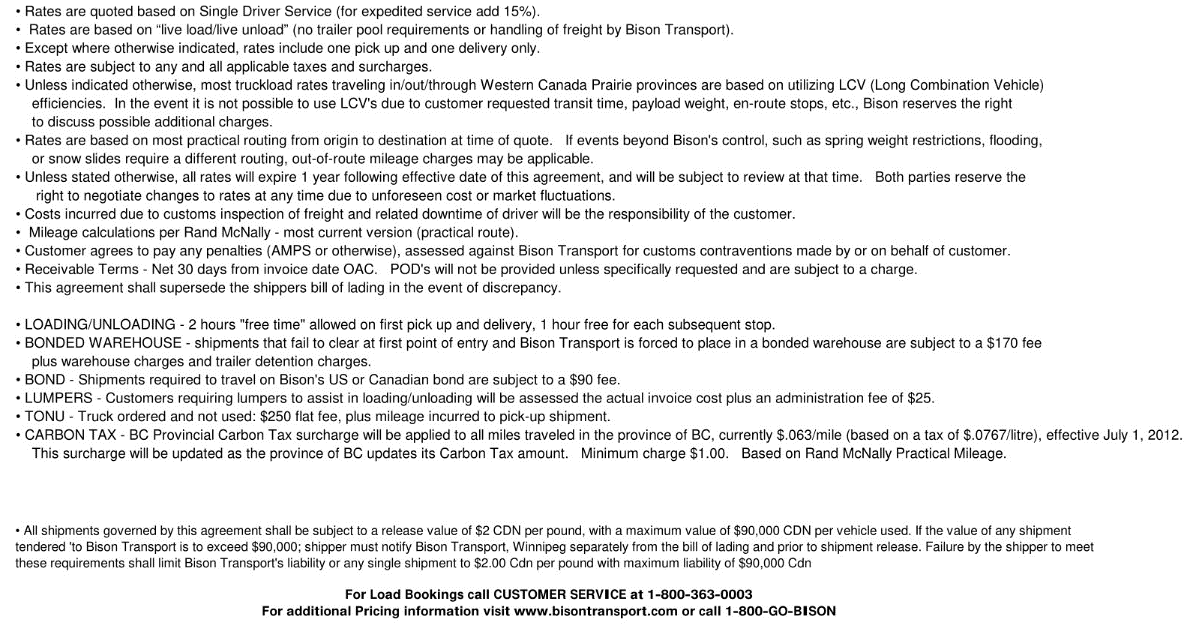 • Rates are quoted based on Single Driver Service (for expedited service add 15%).
• Rates are based on “live load/live unload” (no trailer pool requirements or handling of freight by Bison Transport).
• Except where otherwise indicated, rates include one pick up and one delivery only.
• Rates are subject to any and all applicable taxes and surcharges.
• Unless indicated otherwise, most truckload rates traveling in/out/through Western Canada Prairie provinces are based on utilizing LCV (Long Combination Vehicle)
efficiencies. In the event it is not possible to use LCV's due to customer requested transit time, payload weight, en-route stops, etc., Bison reserves the right
to discuss possible additional charges.
• Rates are based on most practical routing from origin to destination at time of quote. If events beyond Bison's control, such as spring weight restrictions, flooding,
or snow slides require a different routing, out-of-route mileage charges may be applicable.
• Unless stated otherwise, all rates will expire 1 year following effective date of this agreement, and will be subject to review at that time. Both parties reserve the
right to negotiate changes to rates at any time due to unforeseen cost or market fluctuations.
• Costs incurred due to customs inspection of freight and related downtime of driver will be the responsibility of the customer.
• Mileage calculations per Rand McNally - most current version (practical route).
• Customer agrees to pay any penalties (AMPS or otherwise), assessed against Bison Transport for customs contraventions made by or on behalf of customer.
• Receivable Terms - Net 30 days from invoice date OAC. POD's will not be provided unless specifically requested and are subject to a charge.
• This agreement shall supersede the shippers bill of lading in the event of discrepancy.
• LOADING/UNLOADING - 2 hours "free time" allowed on first pick up and delivery, 1 hour free for each subsequent stop.
• BONDED WAREHOUSE - shipments that fail to clear at first point of entry and Bison Transport is forced to place in a bonded warehouse are subject to a $170 fee
plus warehouse charges and trailer detention charges.
• BOND - Shipments required to travel on Bison's US or Canadian bond are subject to a $90 fee.
• LUMPERS - Customers requiring lumpers to assist in loading/unloading will be assessed the actual invoice cost plus an administration fee of $25.
• TONU - Truck ordered and not used: $250 flat fee, plus mileage incurred to pick-up shipment.
• CARBON TAX - BC Provincial Carbon Tax surcharge will be applied to all miles traveled in the province of BC, currently $.063/mile (based on a tax of $.0767/litre), effective July 1, 2012.
This surcharge will be updated as the province of BC updates its Carbon Tax amount. Minimum charge $1.00. Based on Rand McNally Practical Mileage.
• All shipments governed by this agreement shall be subject to a release value of $2 CDN per pound, with a maximum value of $90,000 CDN per vehicle used. If the value of any shipment
tendered 'to Bison Transport is to exceed $90,000; shipper must notify Bison Transport, Winnipeg separately from the bill of lading and prior to shipment release. Failure by the shipper to meet
these requirements shall limit Bison Transport's liability or any single shipment to $2.00 Cdn per pound with maximum liability of $90,000 Cdn
For Load Bookings call CUSTOMER SERVICE at 1-800-363-0003
For additional Pricing information visit www.bisontransport.com or call 1-800-GO-BISON